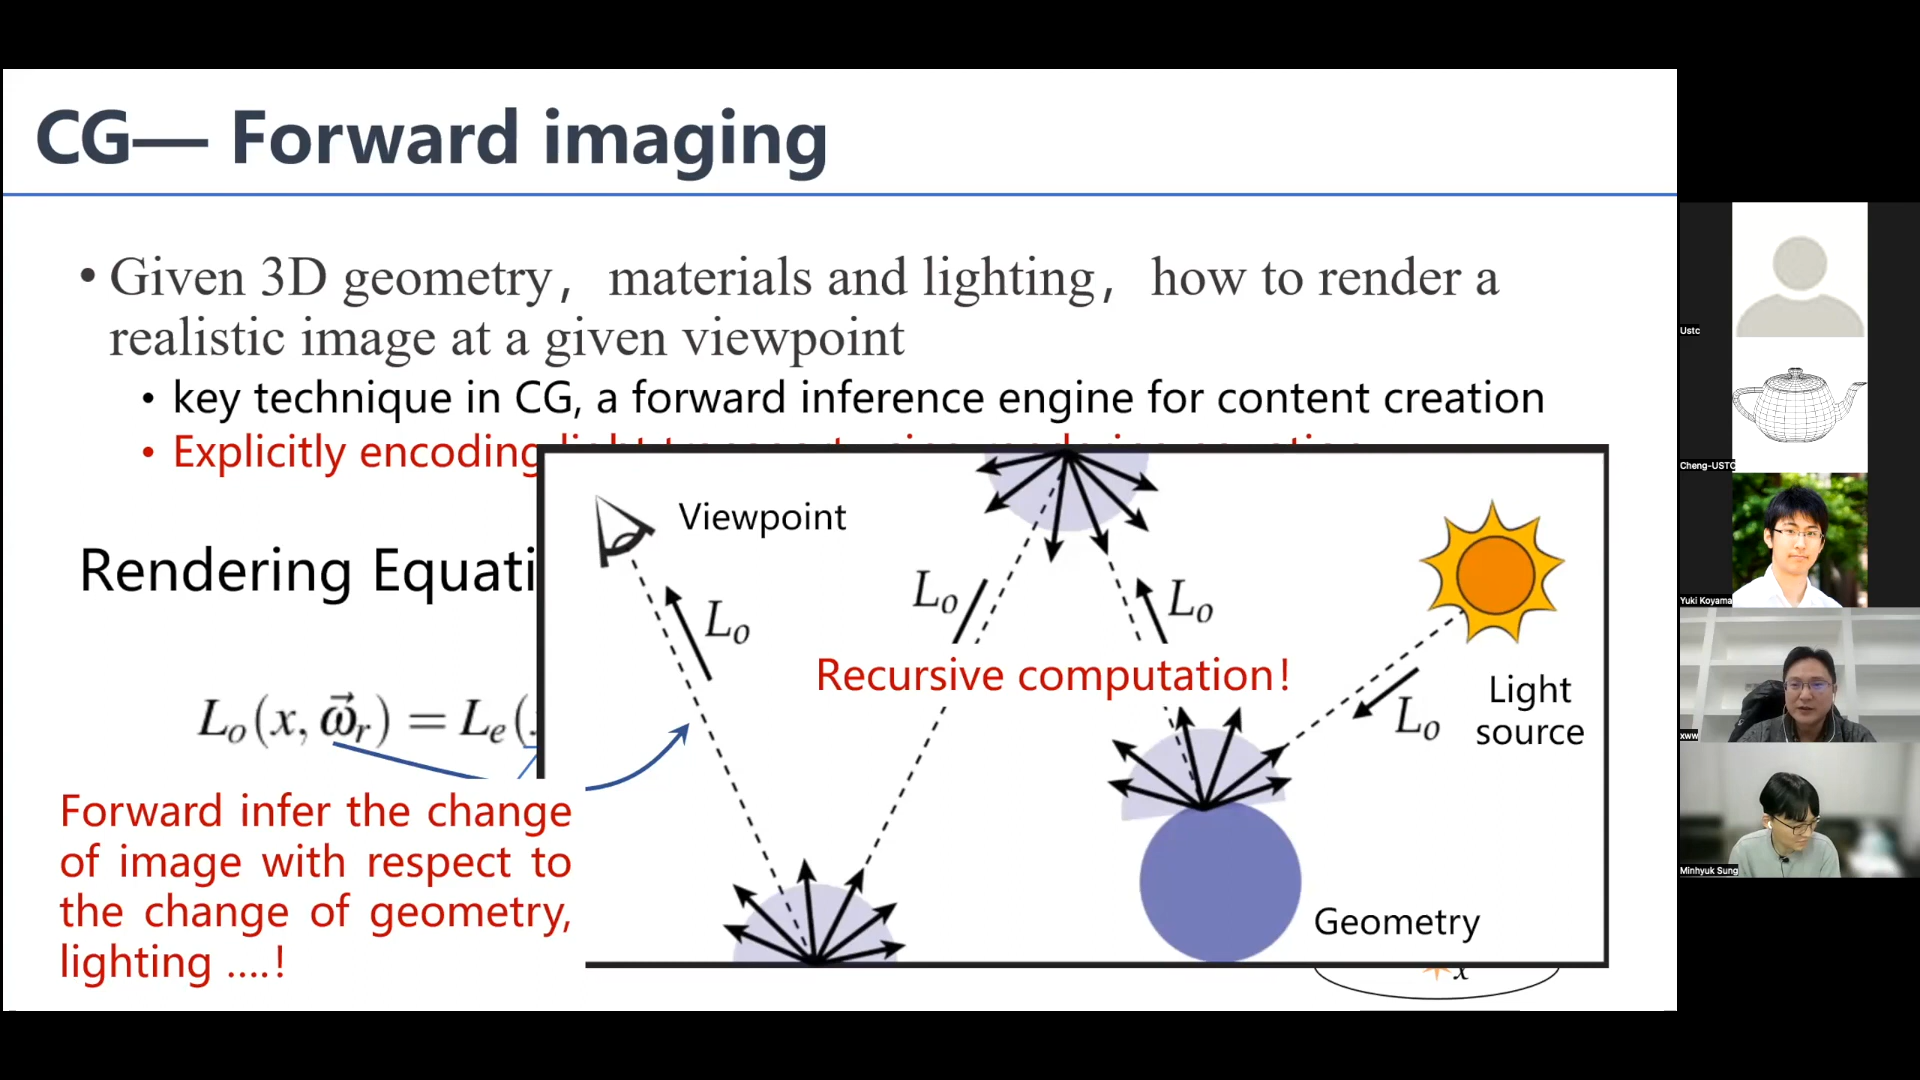 CG— Forward imaging
• Given 3D geometry，materials and lighting，how to render a
realistic image at a given viewpoint
• key technique in CG, a forward inference engine for content creation
• Explicitly encoding
Rendering Equati
Lₒ(x, ω⃗ᵣ) = Lₑ(
Forward infer the change
of image with respect to
the change of geometry,
lighting ....!
Viewpoint
Lₒ
Lₒ
Lₒ
Recursive computation!
Lₒ
Light
source
Geometry
x
Ustc
Cheng-USTC
Yuki Koyama
xww
Minhyuk Sung